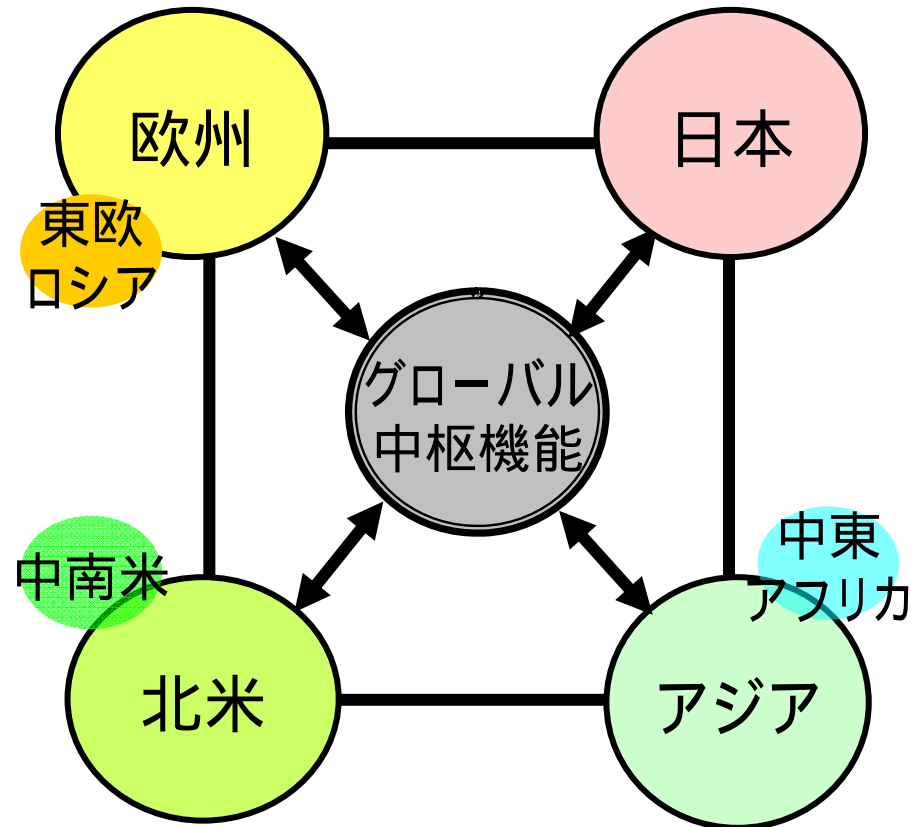 欧州
日本
東欧
ロシア
グローバル
中枢機能
中南米
中東
アフリカ
北米
アジア